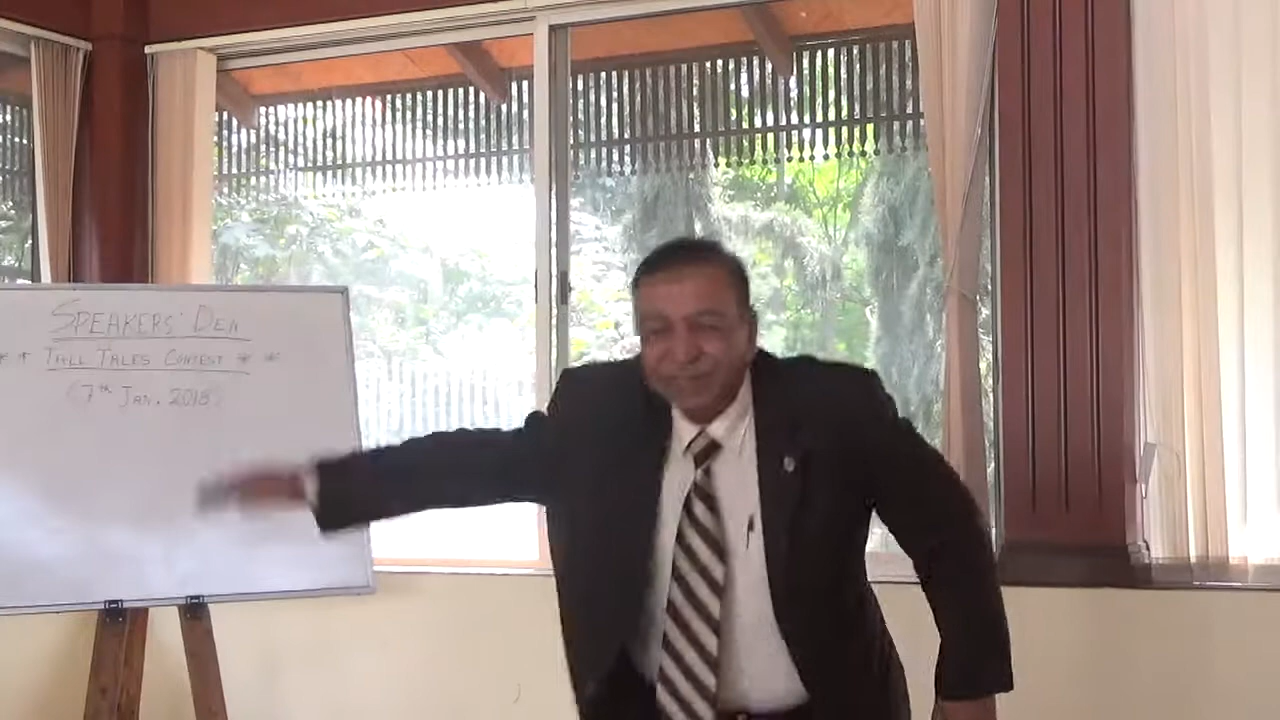 SPEAKERS' DEN
* * TALL TALES CONTEST * *
(7th JAN. 2018)